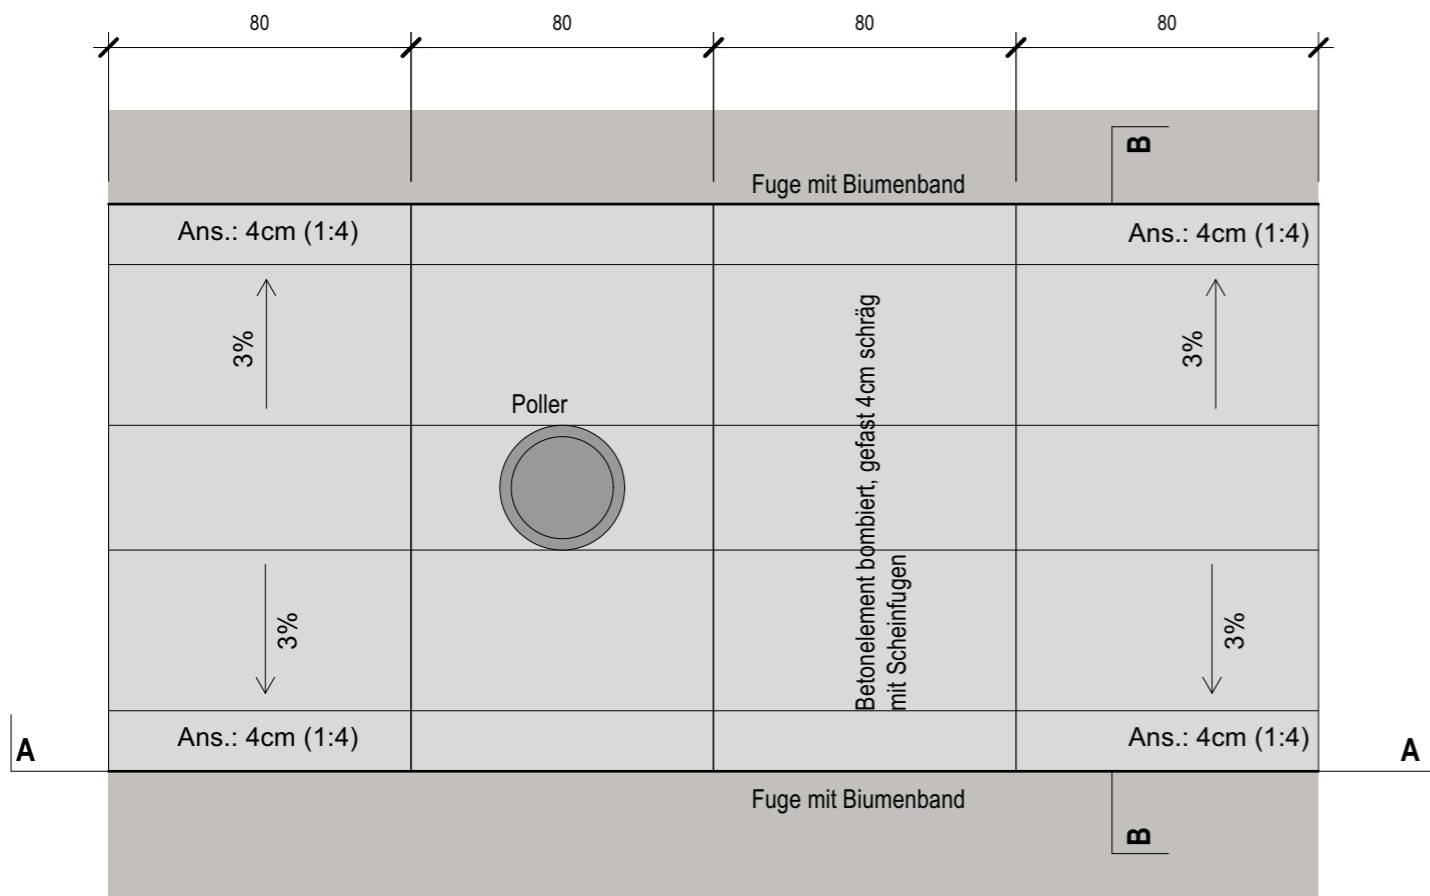 80
80
80
80
B
Fuge mit Biumenband
Ans.: 4cm (1:4)
Ans.: 4cm (1:4)
3%
3%
Poller
Betonelement bombiert, gefast 4cm schräg
mit Scheinfugen
3%
3%
Ans.: 4cm (1:4)
Ans.: 4cm (1:4)
A
A
Fuge mit Biumenband
B